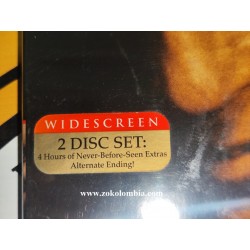 WIDESCREEN
2 DISC SET:
4 Hours of Never-Before-Seen Extras
Alternate Ending!
www.zokolombia.com